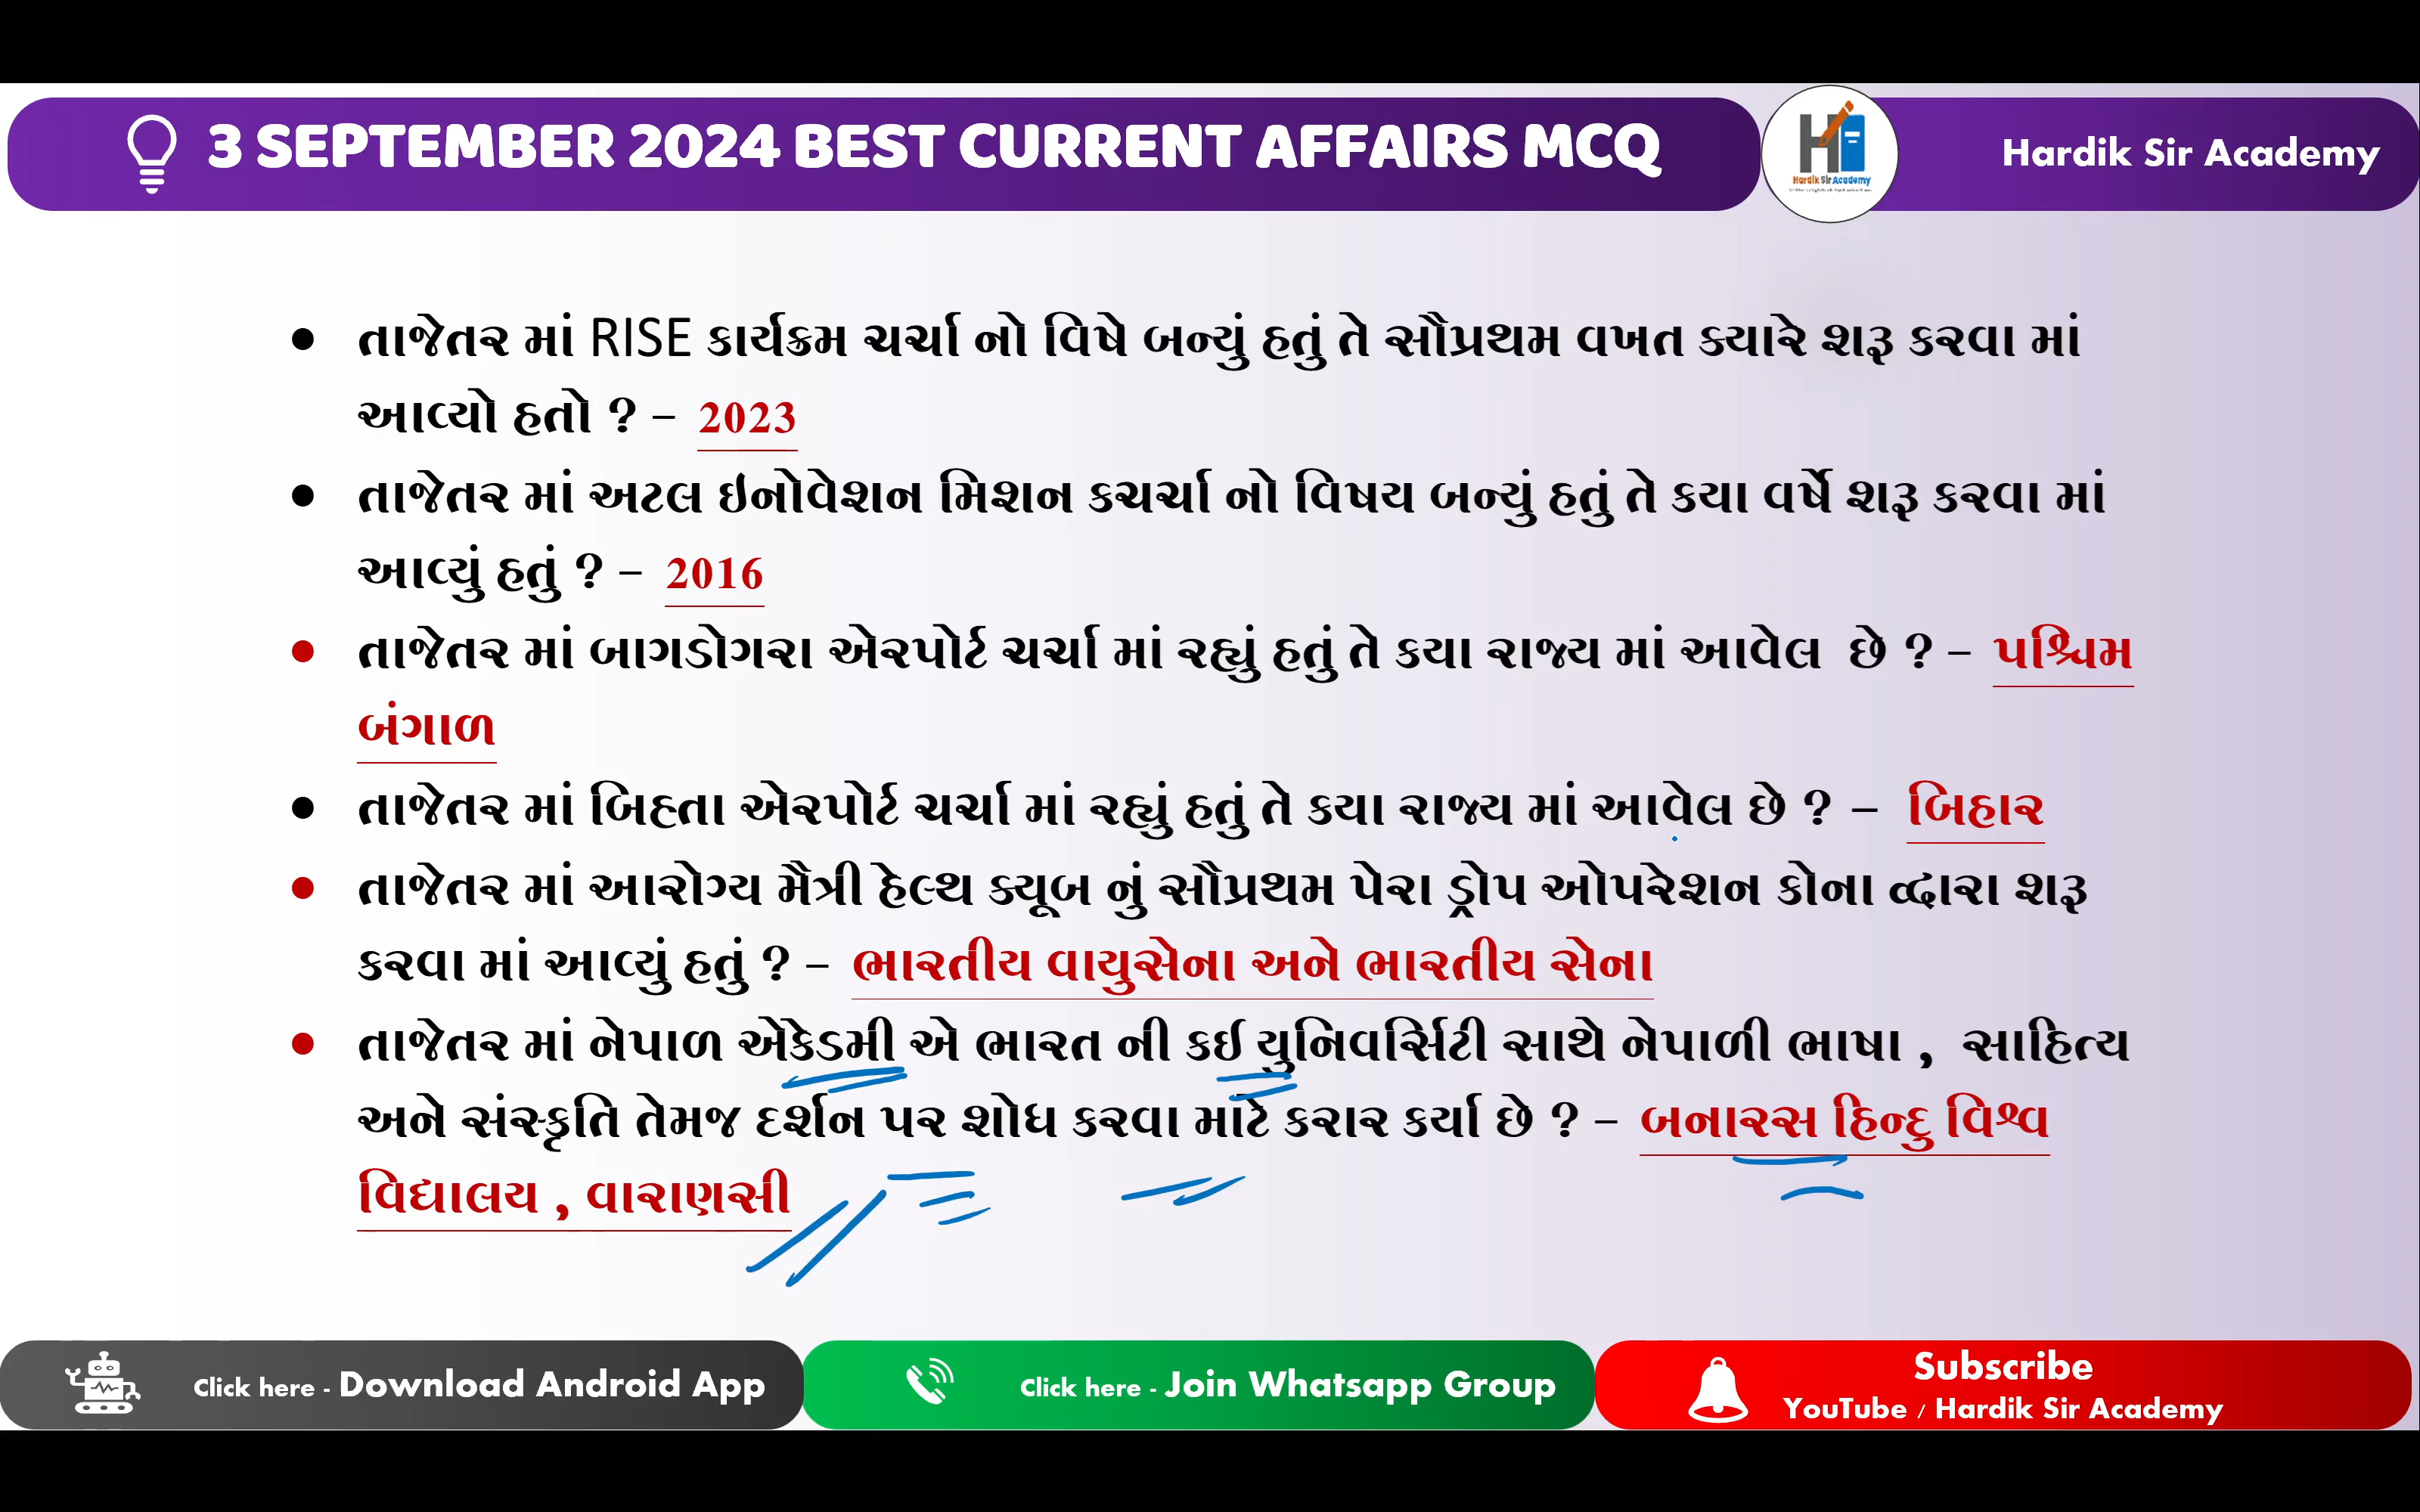 3 SEPTEMBER 2024 BEST CURRENT AFFAIRS MCQ
Hardik Sir Academy
Hardik Sir Academy
• તાજેતર માં RISE કાર્યક્રમ ચર્ચા નો વિષે બન્યું હતું તે સૌપ્રથમ વખત ક્યારે શરૂ કરવા માં
આવ્યો હતો ? – 2023
• તાજેતર માં અટલ ઇનોવેશન મિશન કચર્ચા નો વિષય બન્યું હતું તે કયા વર્ષે શરૂ કરવા માં
આવ્યું હતું ? – 2016
• તાજેતર માં બાગડોગરા એરપોર્ટ ચર્ચા માં રહ્યું હતું તે કયા રાજ્ય માં આવેલ છે ? – પશ્ચિમ
બંગાળ
• તાજેતર માં બિહ્તા એરપોર્ટ ચર્ચા માં રહ્યું હતું તે કયા રાજ્ય માં આવેલ છે ? – બિહાર
• તાજેતર માં આરોગ્ય મૈત્રી હેલ્થ ક્યૂબ નું સૌપ્રથમ પેરા ડ્રોપ ઓપરેશન કોના દ્વારા શરૂ
કરવા માં આવ્યું હતું ? – ભારતીય વાયુસેના અને ભારતીય સેના
• તાજેતર માં નેપાળ એકેડમી એ ભારત ની કઇ યુનિવર્સિટી સાથે નેપાળી ભાષા , સાહિત્ય
અને સંસ્કૃતિ તેમજ દર્શન પર શોધ કરવા માટે કરાર કર્યા છે ? – બનારસ હિન્દુ વિશ્વ
વિદ્યાલય , વારાણસી
Click here - Download Android App
Click here - Join Whatsapp Group
Subscribe
YouTube / Hardik Sir Academy